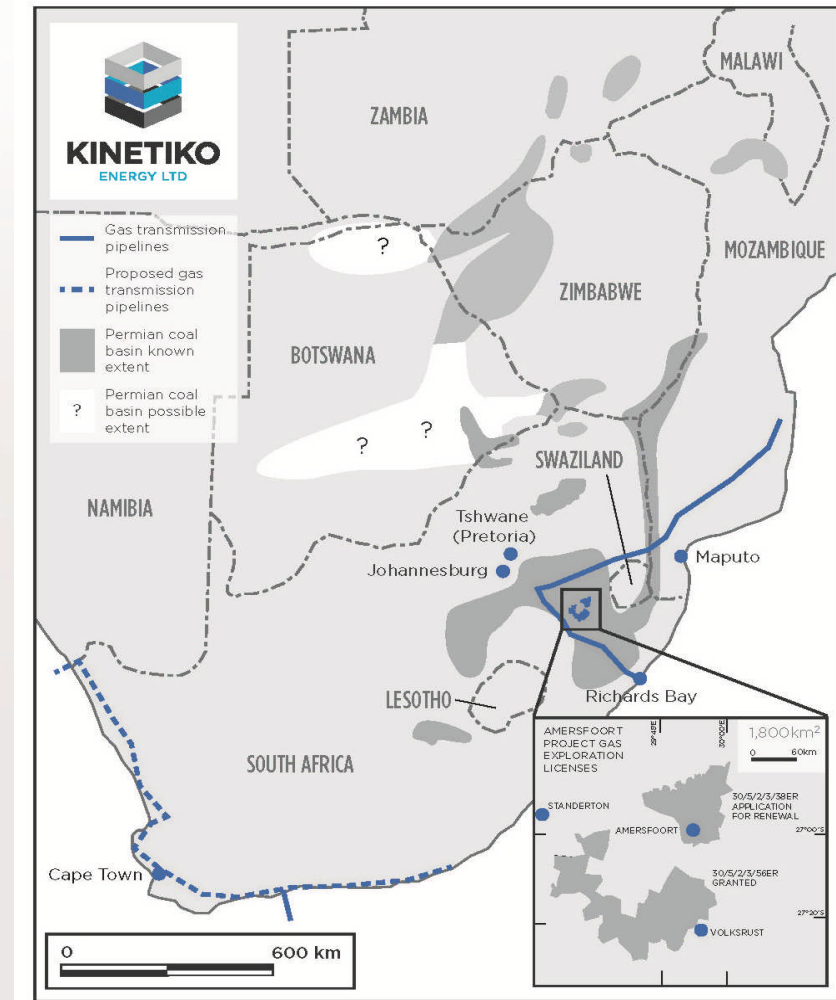 KINETIKO
ENERGY LTD
Gas transmission
pipelines
Proposed gas
transmission
pipelines
Permian coal
basin known
extent
?
Permian coal
basin possible
extent
MALAWI
ZAMBIA
?
MOZAMBIQUE
ZIMBABWE
BOTSWANA
?
?
SWAZILAND
NAMIBIA
Tshwane
(Pretoria)
Johannesburg
Maputo
Richards Bay
LESOTHO
SOUTH AFRICA
Cape Town
0
600 km
AMERSFOORT
PROJECT GAS
EXPLORATION
LICENSES
29°48'E
30°00'E
1,800km²
0
60km
STANDERTON
30/5/2/3/38ER
APPLICATION
FOR RENEWAL
AMERSFOORT
27°00'S
30/5/2/3/56ER
GRANTED
27°20'S
VOLKSRUST